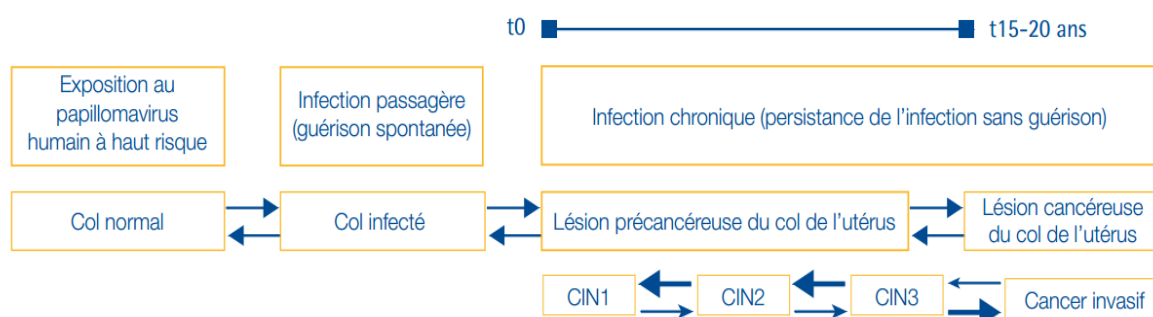 t0
t15-20 ans
Exposition au
papillomavirus
humain à haut risque
Infection passagère
(guérison spontanée)
Infection chronique (persistance de l'infection sans guérison)
Col normal
Col infecté
Lésion précancéreuse du col de l'utérus
Lésion cancéreuse
du col de l'utérus
CIN1
CIN2
CIN3
Cancer invasif